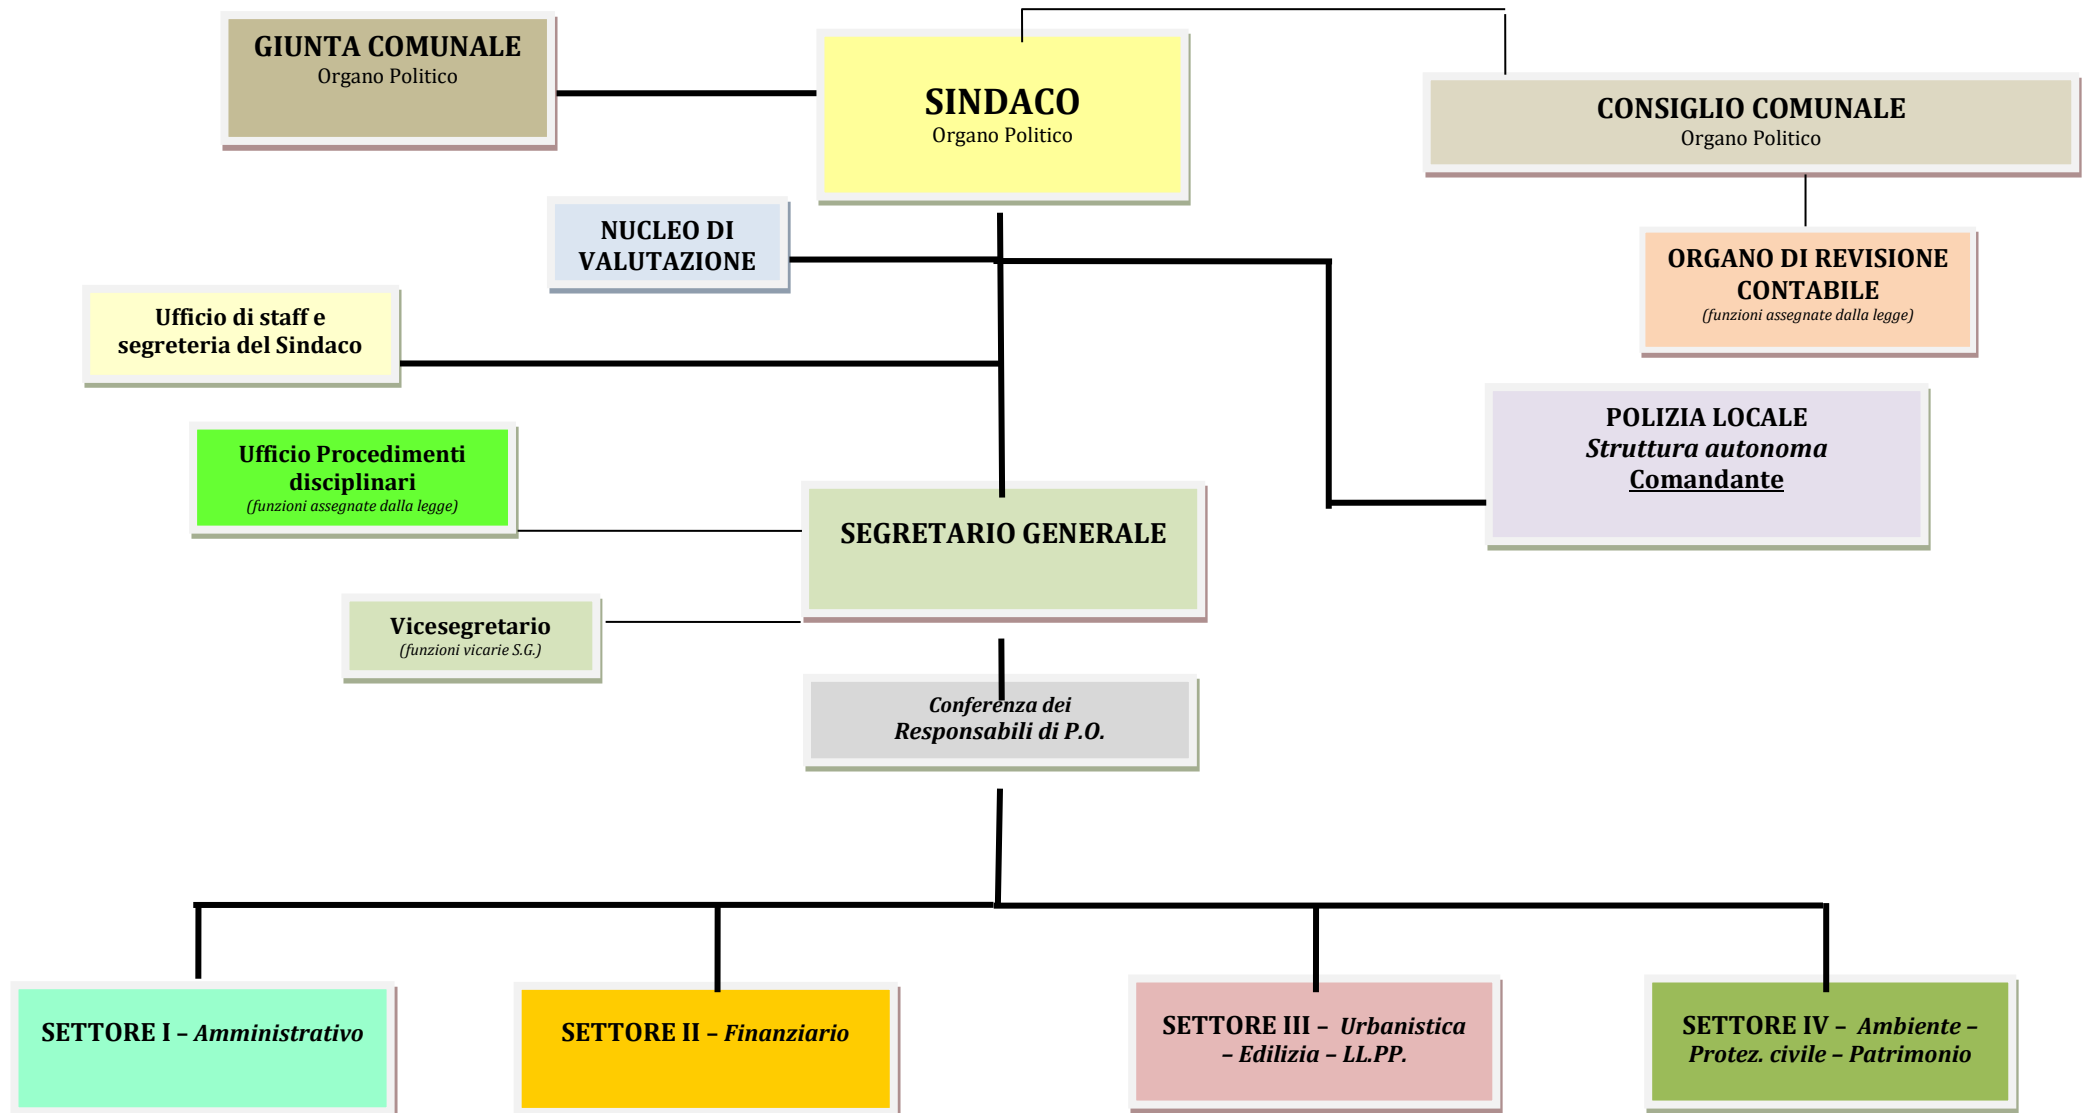 GIUNTA COMUNALE
Organo Politico
SINDACO
Organo Politico
CONSIGLIO COMUNALE
Organo Politico
NUCLEO DI
VALUTAZIONE
ORGANO DI REVISIONE
CONTABILE
(funzioni assegnate dalla legge)
Ufficio di staff e
segreteria del Sindaco
POLIZIA LOCALE
Struttura autonoma
Comandante
Ufficio Procedimenti
disciplinari
(funzioni assegnate dalla legge)
SEGRETARIO GENERALE
Vicesegretario
(funzioni vicarie S.G.)
Conferenza dei
Responsabili di P.O.
SETTORE I – Amministrativo
SETTORE II – Finanziario
SETTORE III – Urbanistica
– Edilizia – LL.PP.
SETTORE IV – Ambiente –
Protez. civile – Patrimonio